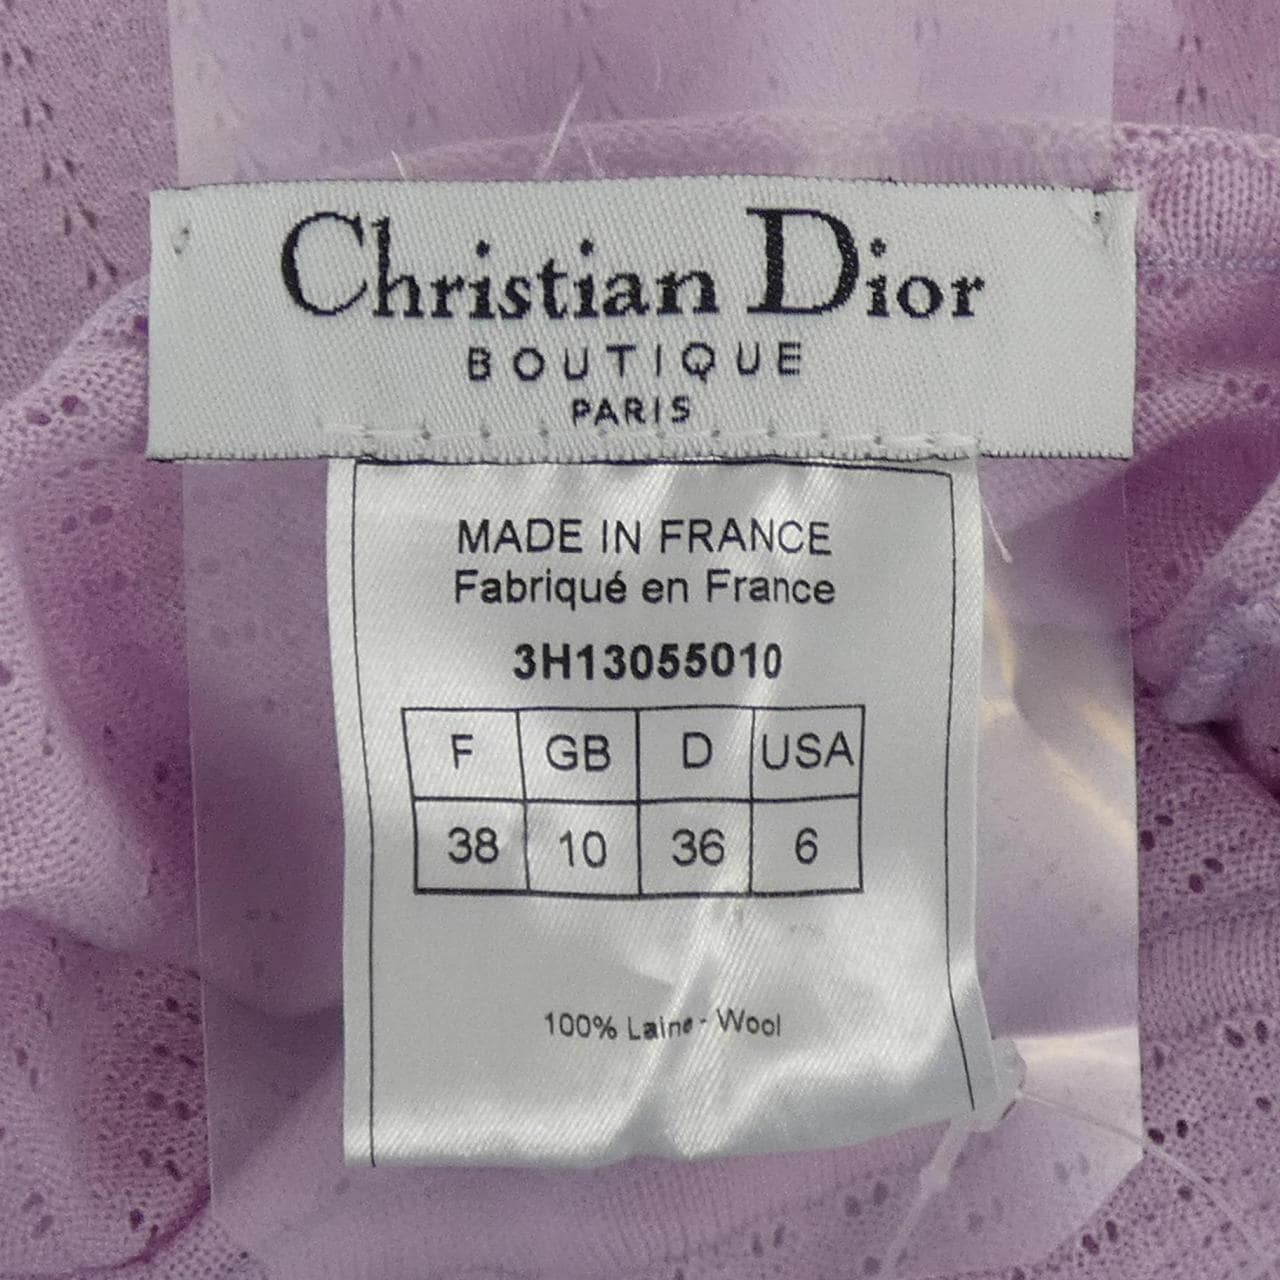 Christian Dior
BOUTIQUE
PARIS
MADE IN FRANCE
Fabriqué en France
3H13055010
F GB D USA
38 10 36 6
100% Laine - Wool